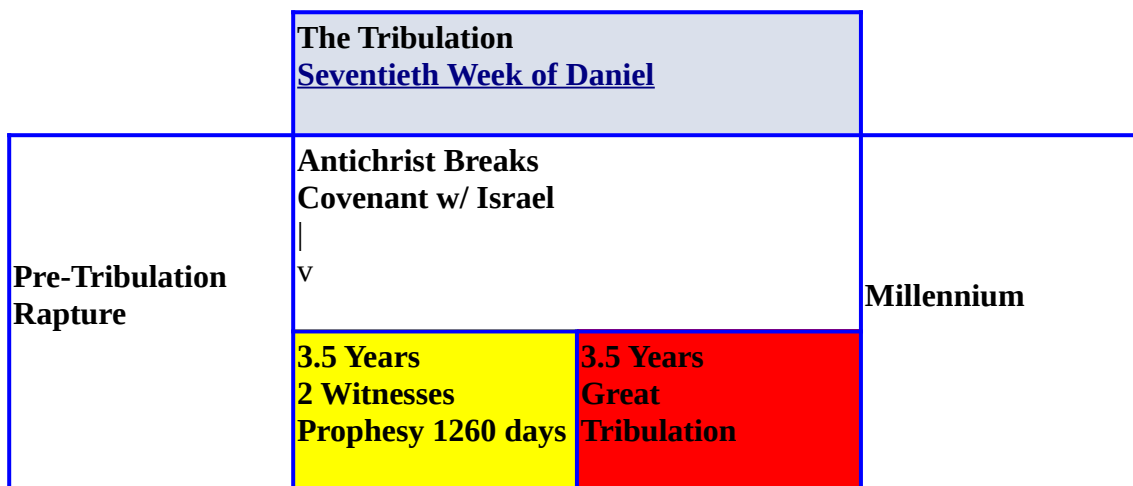 The Tribulation
Seventieth Week of Daniel
Pre-Tribulation
Rapture
Antichrist Breaks
Covenant w/ Israel
|
v
Millennium
3.5 Years
2 Witnesses
Prophesy 1260 days
3.5 Years
Great
Tribulation